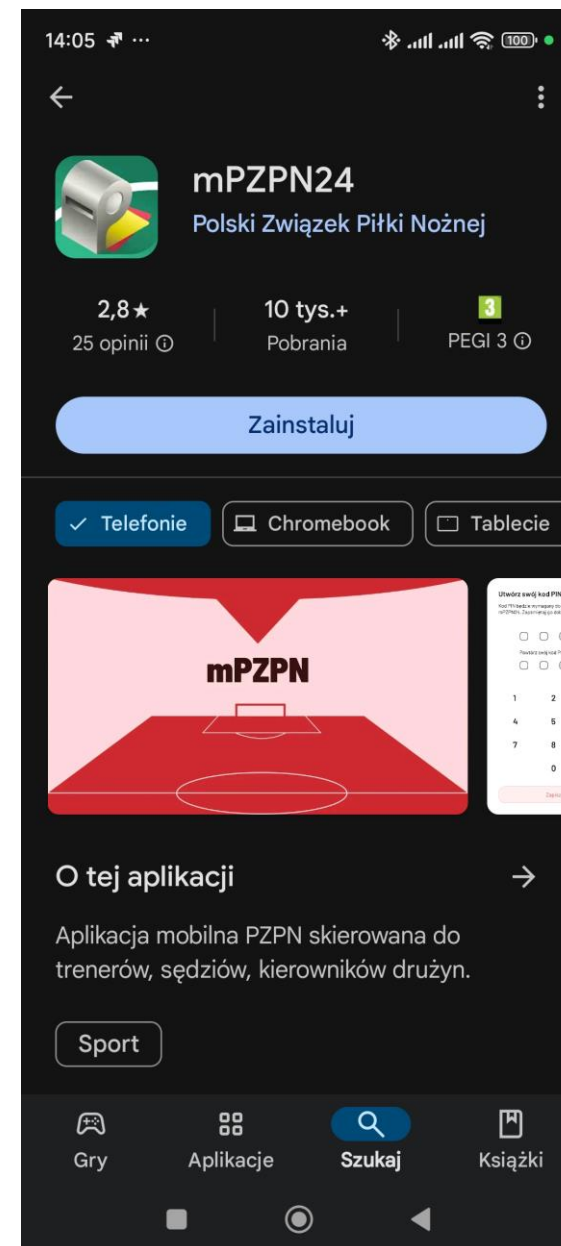 14:05
100
mPZPN24
Polski Związek Piłki Nożnej
2,8★
25 opinii
10 tys.+
Pobrania
3
PEGI 3
Zainstaluj
Telefonie
Chromebook
Tablecie
mPZPN
Utwórz swój kod PIN
1 2
4 5
7 8
0
O tej aplikacji
Aplikacja mobilna PZPN skierowana do
trenerów, sędziów, kierowników drużyn.
Sport
Gry
Aplikacje
Szukaj
Książki